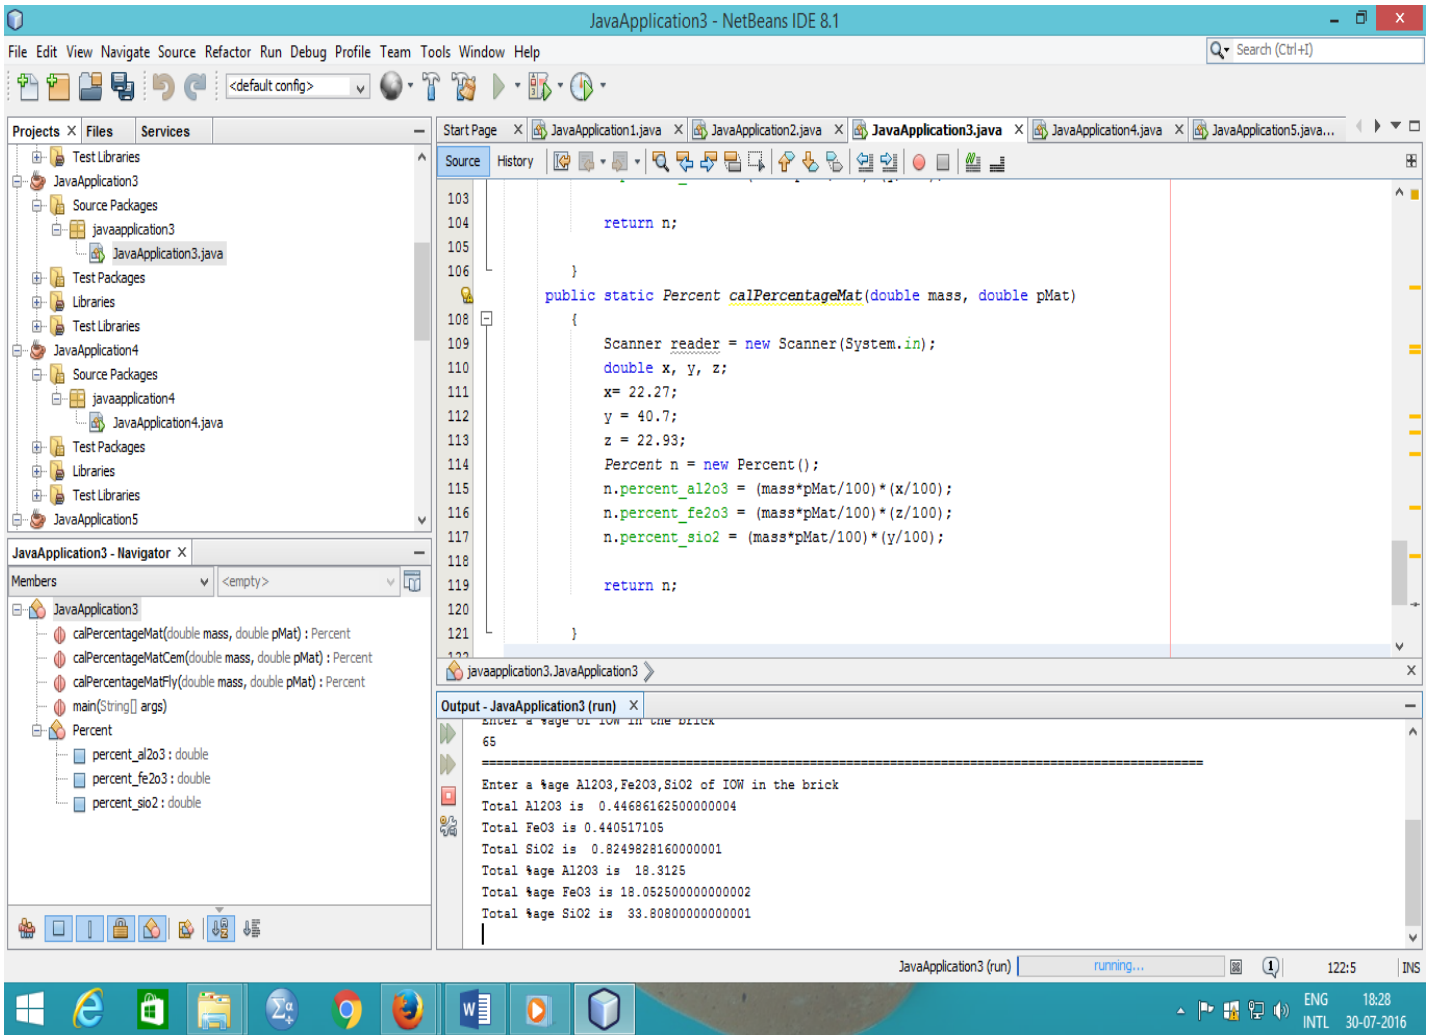 JavaApplication3 - NetBeans IDE 8.1
File Edit View Navigate Source Refactor Run Debug Profile Team Tools Window Help
Search (Ctrl+I)
<default config>
Projects X Files Services
Test Libraries
JavaApplication3
Source Packages
javaapplication3
JavaApplication3.java
Test Packages
Libraries
Test Libraries
JavaApplication4
Source Packages
javaapplication4
JavaApplication4.java
Test Packages
Libraries
Test Libraries
JavaApplication5
JavaApplication3 - Navigator X
Members <empty>
JavaApplication3
calPercentageMat(double mass, double pMat) : Percent
calPercentageMatCem(double mass, double pMat) : Percent
calPercentageMatFly(double mass, double pMat) : Percent
main(String[] args)
Percent
percent_al2o3 : double
percent_fe2o3 : double
percent_sio2 : double
Start Page X JavaApplication1.java X JavaApplication2.java X JavaApplication3.java X JavaApplication4.java X JavaApplication5.java...
Source History
103
104 return n;
105
106 }
public static Percent calPercentageMat(double mass, double pMat)
108 {
109 Scanner reader = new Scanner(System.in);
110 double x, y, z;
111 x= 22.27;
112 y = 40.7;
113 z = 22.93;
114 Percent n = new Percent();
115 n.percent_al2o3 = (mass*pMat/100)*(x/100);
116 n.percent_fe2o3 = (mass*pMat/100)*(z/100);
117 n.percent_sio2 = (mass*pMat/100)*(y/100);
118
119 return n;
120
121 }
122
javaapplication3.JavaApplication3
Output - JavaApplication3 (run) X
Enter a %age of IOW in the brick
65
====================================================================================================
Enter a %age Al2O3,Fe2O3,SiO2 of IOW in the brick
Total Al2O3 is 0.44686162500000004
Total FeO3 is 0.440517105
Total SiO2 is 0.8249828160000001
Total %age Al2O3 is 18.3125
Total %age FeO3 is 18.052500000000002
Total %age SiO2 is 33.80800000000001
JavaApplication3 (run) running... 1 122:5 INS
ENG 18:28
INTL 30-07-2016